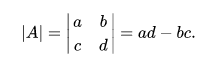 |A| = |a b; c d| = ad − bc.